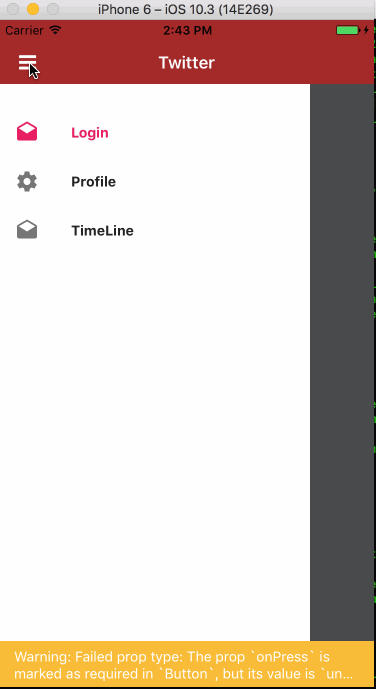 iPhone 6 – iOS 10.3 (14E269)
Carrier 2:43 PM
Twitter
Login
Profile
TimeLine
Warning: Failed prop type: The prop `onPress` is
marked as required in `Button`, but its value is `un...